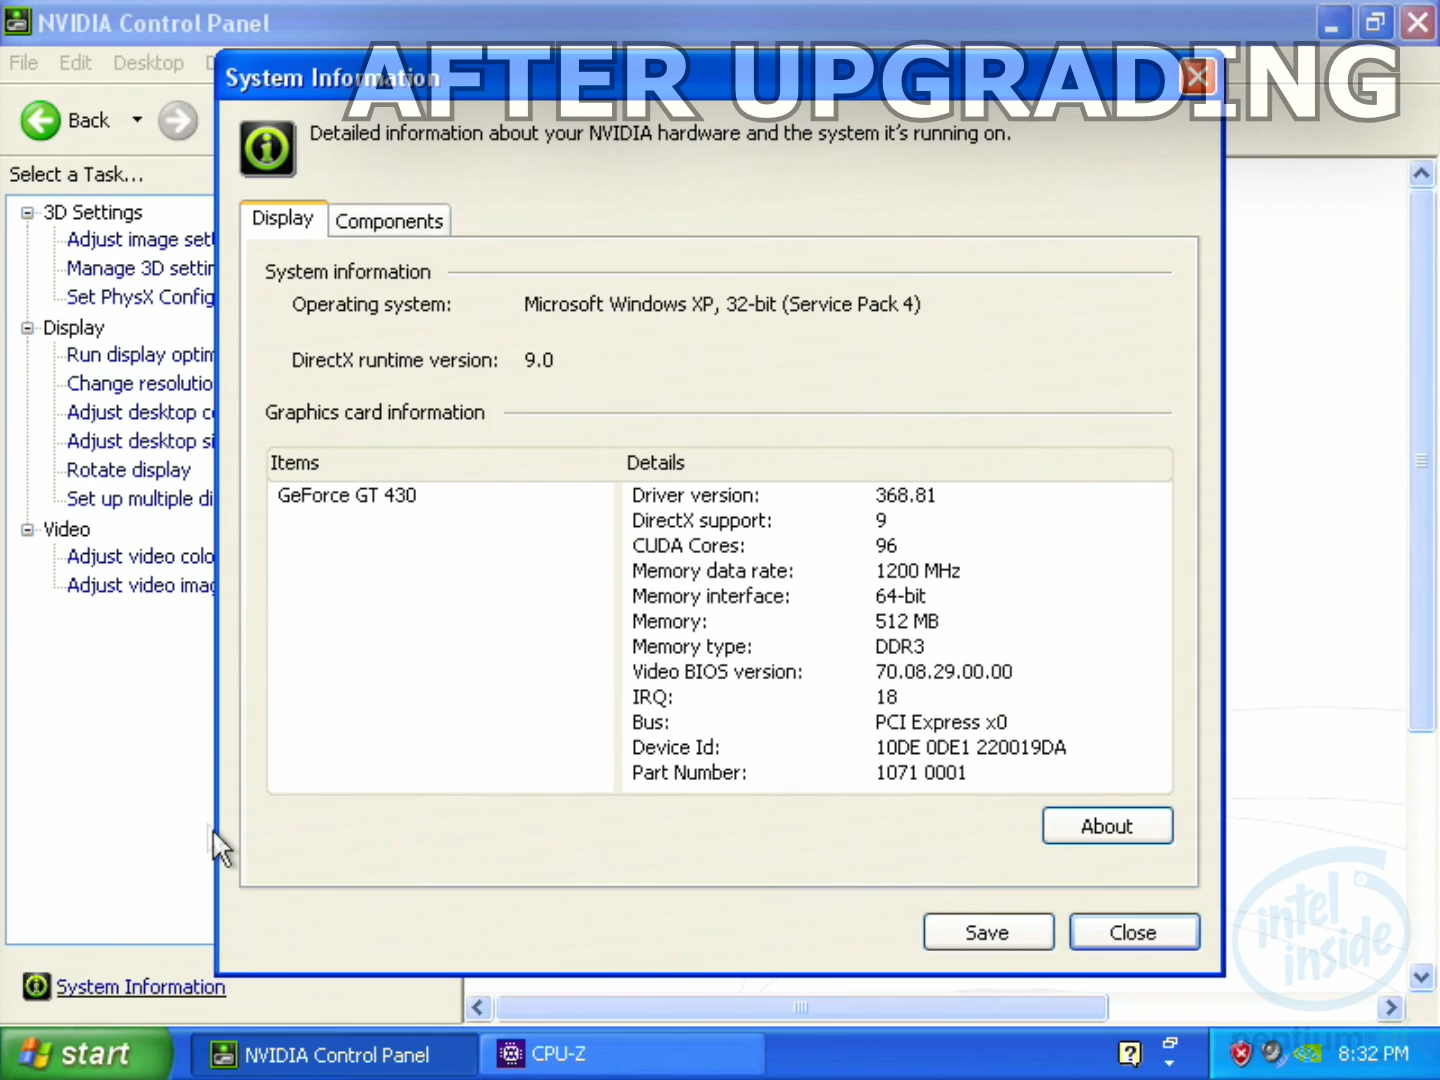 NVIDIA Control Panel
AFTER UPGRADING
File Edit Desktop D
System Information
Back
Detailed information about your NVIDIA hardware and the system it's running on.
Select a Task...
Display Components
3D Settings
Adjust image sett
Manage 3D settin
Set PhysX Config
Display
Run display optim
Change resolutio
Adjust desktop co
Adjust desktop si
Rotate display
Set up multiple di
Video
Adjust video colo
Adjust video imag
System information
Operating system: Microsoft Windows XP, 32-bit (Service Pack 4)
DirectX runtime version: 9.0
Graphics card information
Items Details
GeForce GT 430
Driver version: 368.81
DirectX support: 9
CUDA Cores: 96
Memory data rate: 1200 MHz
Memory interface: 64-bit
Memory: 512 MB
Memory type: DDR3
Video BIOS version: 70.08.29.00.00
IRQ: 18
Bus: PCI Express x0
Device Id: 10DE 0DE1 220019DA
Part Number: 1071 0001
About
Save Close
intel
inside
pentium
System Information
start NVIDIA Control Panel CPU-Z 8:32 PM